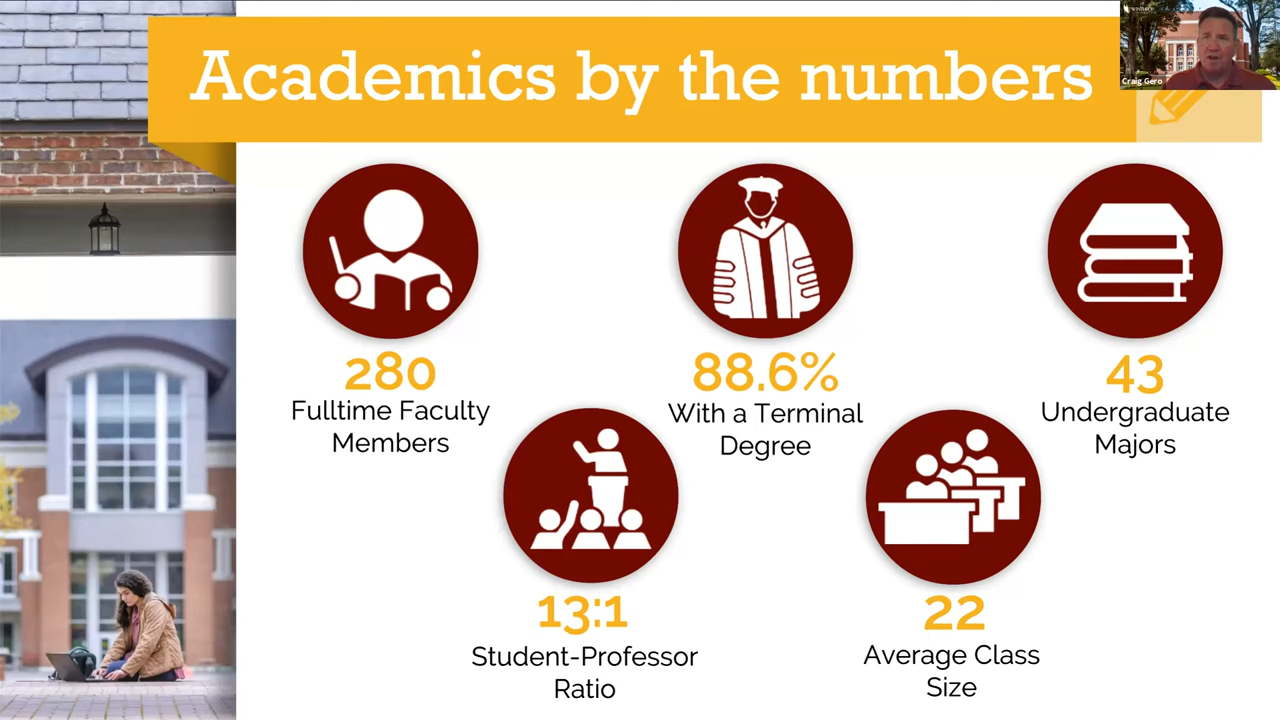 Academics by the numbers
WINTHROP
Craig Gero
280
Fulltime Faculty
Members
88.6%
With a Terminal
Degree
43
Undergraduate
Majors
13:1
Student-Professor
Ratio
22
Average Class
Size